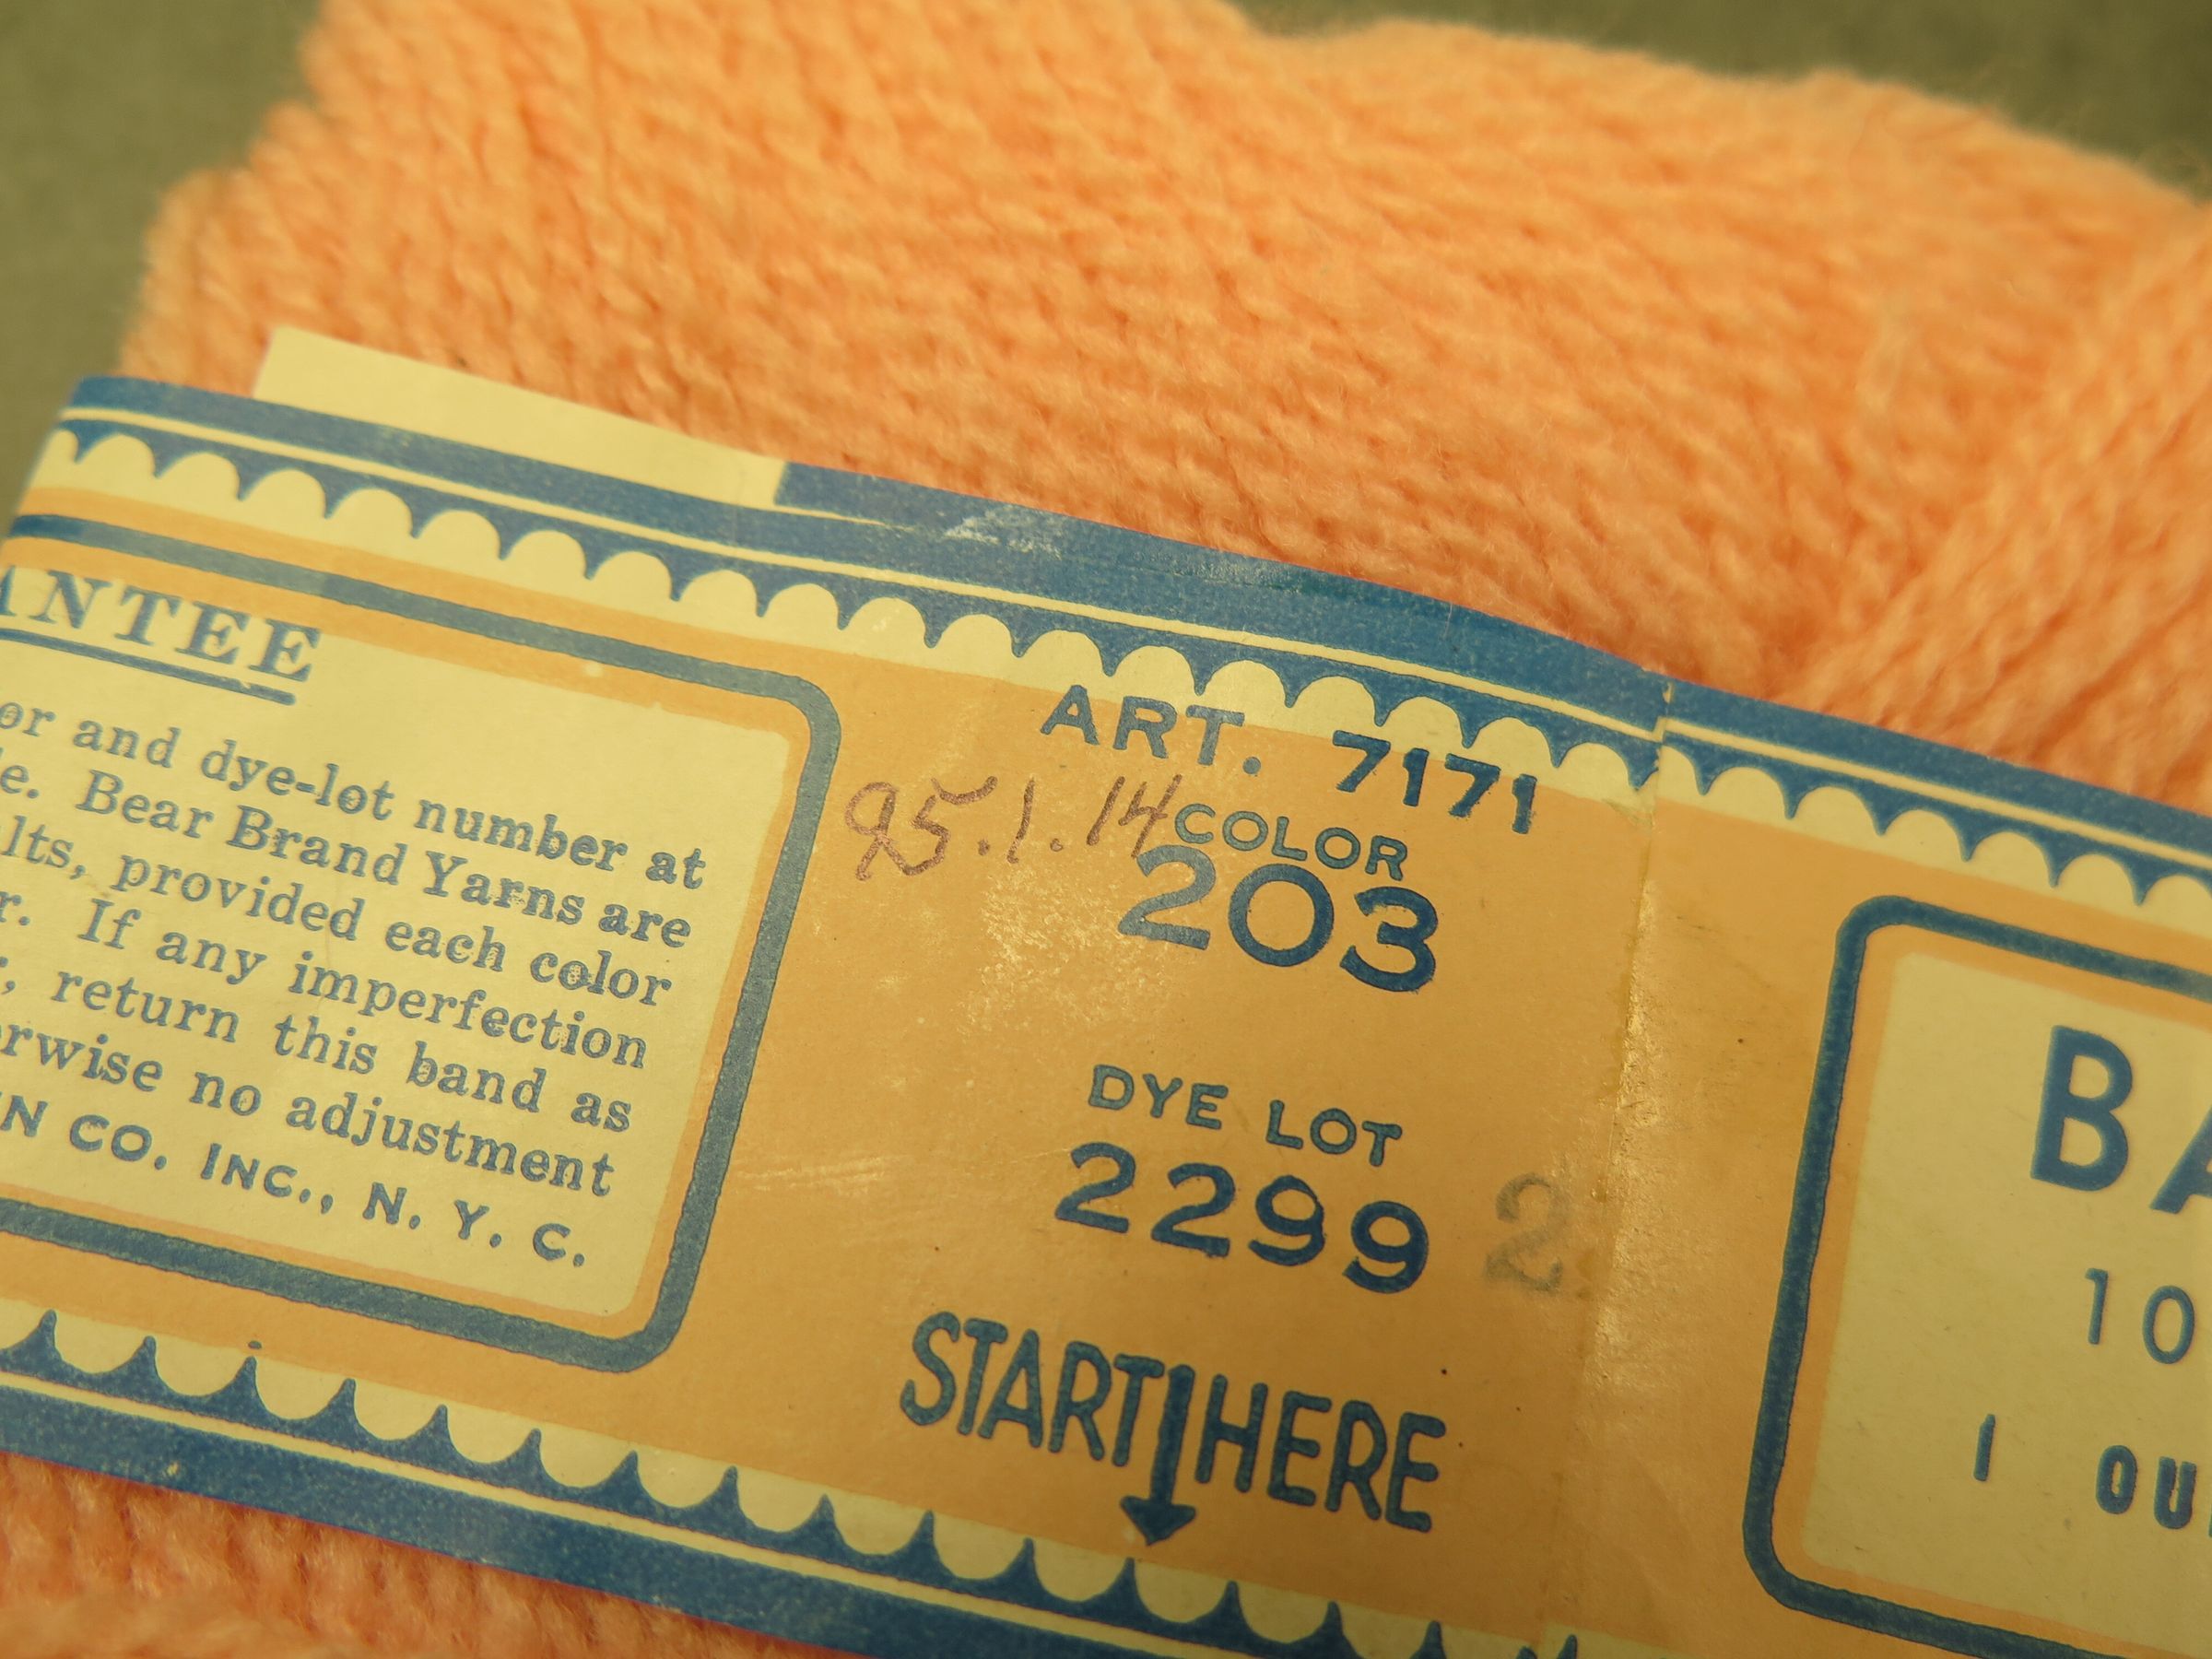 ANTEE
or and dye-lot number at
e. Bear Brand Yarns are
lts, provided each color
r. If any imperfection
, return this band as
rwise no adjustment
N CO. INC., N. Y. C.
ART. 7171
95.1.14
COLOR
203
DYE LOT
2299 2
START HERE
BA
10
1 OU